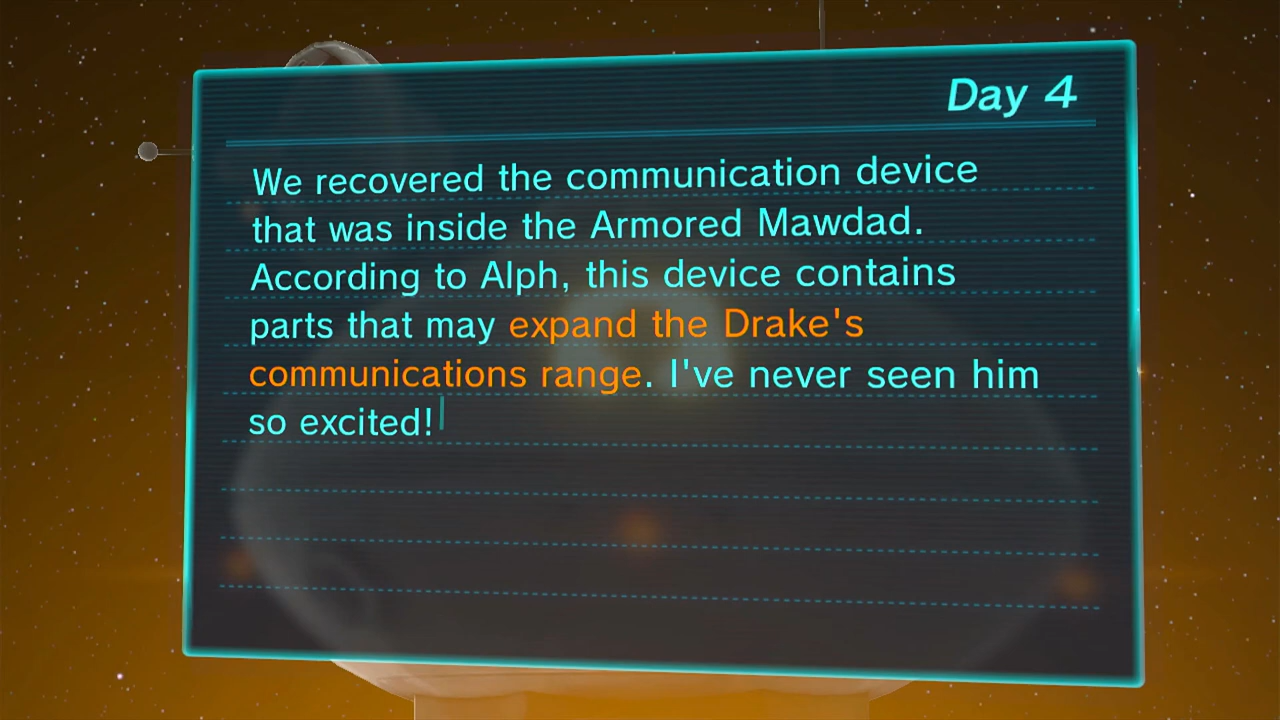 Day 4
We recovered the communication device
that was inside the Armored Mawdad.
According to Alph, this device contains
parts that may expand the Drake's
communications range. I've never seen him
so excited!